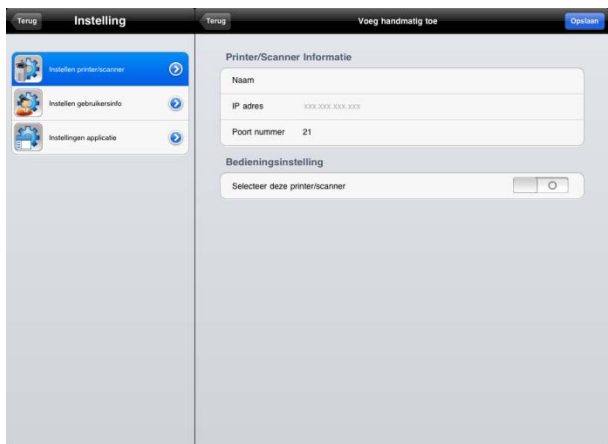 Terug
Instelling
Instellen printer/scanner
Instellen gebruikersinfo
Instellingen applicatie
Terug
Voeg handmatig toe
Opslaan
Printer/Scanner Informatie
Naam
IP adres xxx.xxx.xxx.xxx
Poort nummer 21
Bedieningsinstelling
Selecteer deze printer/scanner